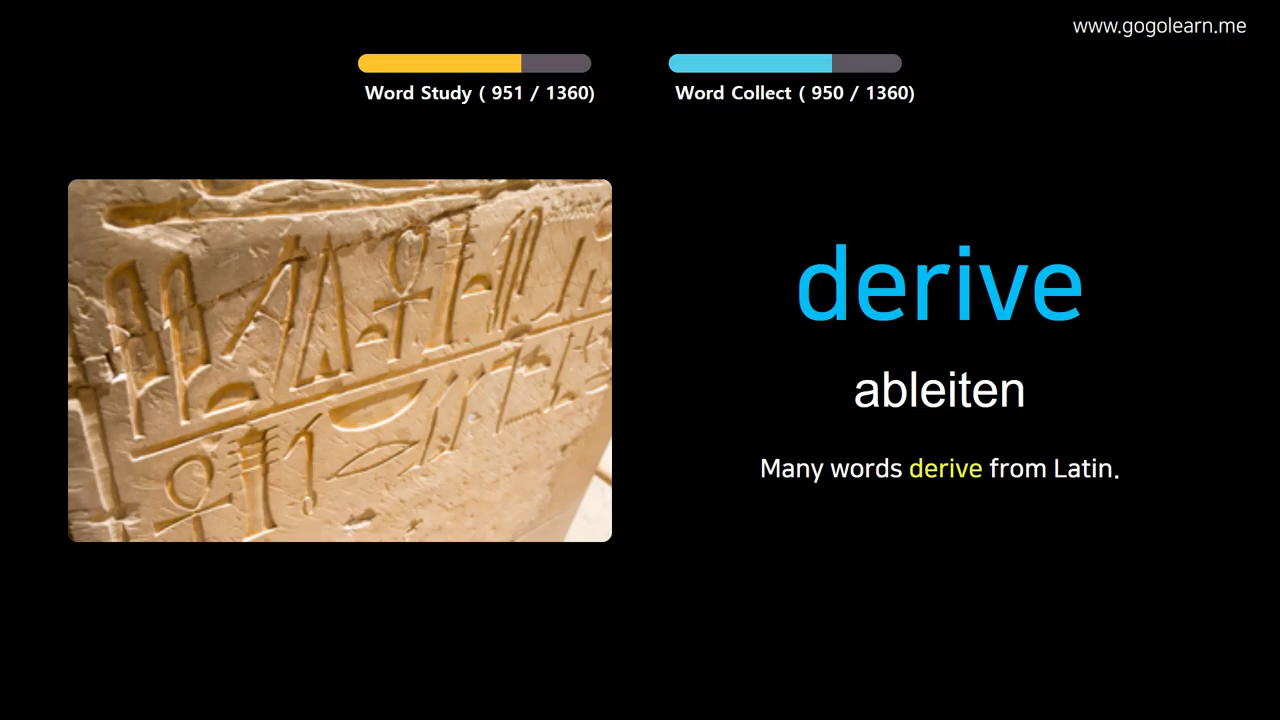 www.gogolearn.me
Word Study ( 951 / 1360)
Word Collect ( 950 / 1360)
derive
ableiten
Many words derive from Latin.